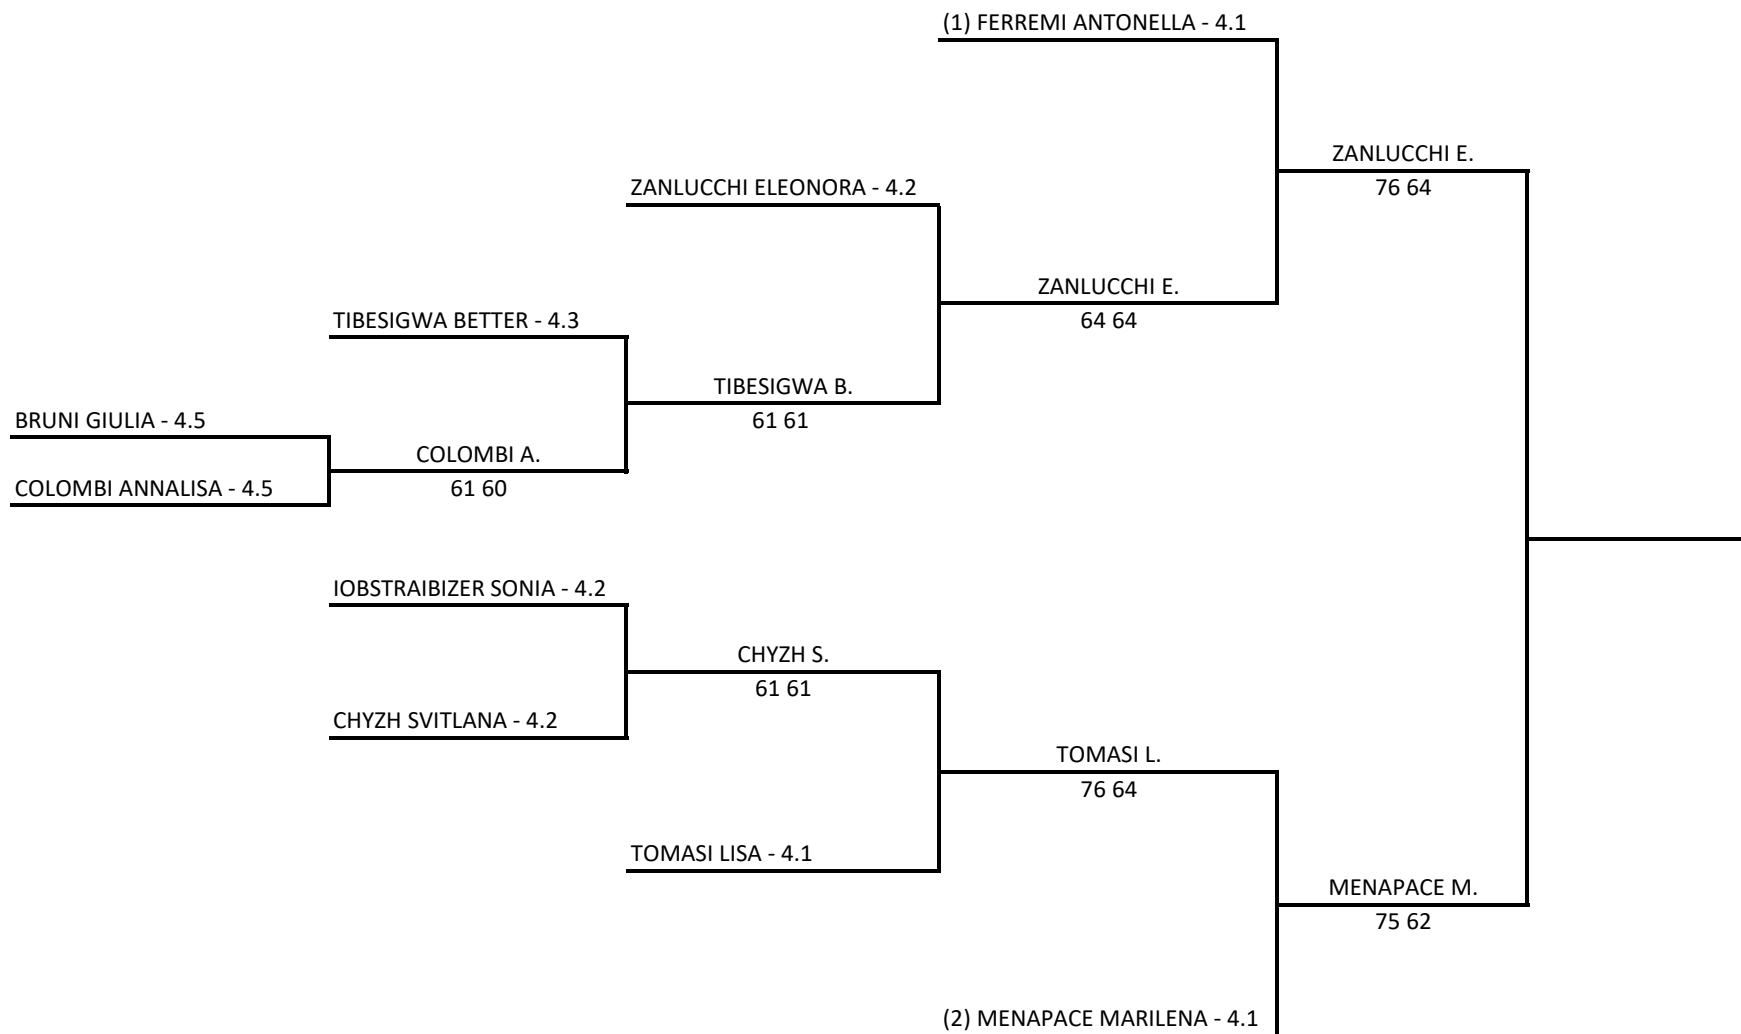 (1) FERREMI ANTONELLA - 4.1
ZANLUCCHI E.
76 64
ZANLUCCHI ELEONORA - 4.2
ZANLUCCHI E.
64 64
TIBESIGWA BETTER - 4.3
TIBESIGWA B.
61 61
BRUNI GIULIA - 4.5
COLOMBI A.
61 60
COLOMBI ANNALISA - 4.5
IOBSTRAIBIZER SONIA - 4.2
CHYZH S.
61 61
CHYZH SVITLANA - 4.2
TOMASI L.
76 64
TOMASI LISA - 4.1
MENAPACE M.
75 62
(2) MENAPACE MARILENA - 4.1